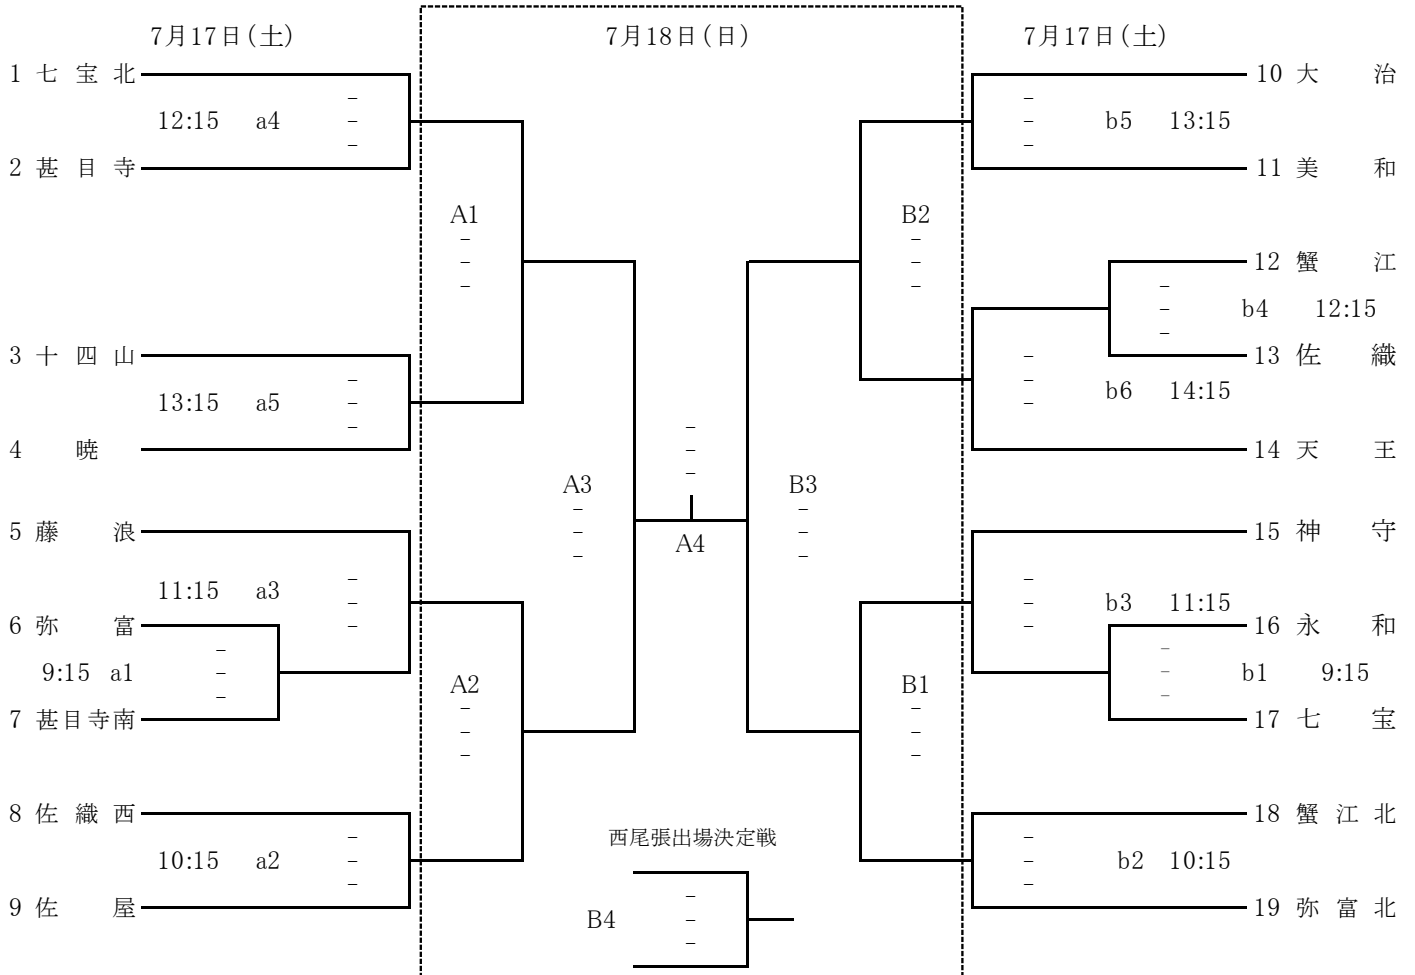 7月17日(土) 7月18日(日) 7月17日(土)
1 七宝北 10 大治
12:15 a4 b5 13:15
2 甚目寺 11 美和
A1 B2
12 蟹江
b4 12:15
3 十四山 13 佐織
13:15 a5 b6 14:15
4 暁 14 天王
A3 B3
5 藤浪 15 神守
A4
11:15 a3 b3 11:15
6 弥富 16 永和
9:15 a1 b1 9:15
A2 B1
7 甚目寺南 17 七宝
8 佐織西 18 蟹江北
西尾張出場決定戦
10:15 a2 b2 10:15
9 佐屋 19 弥富北
B4